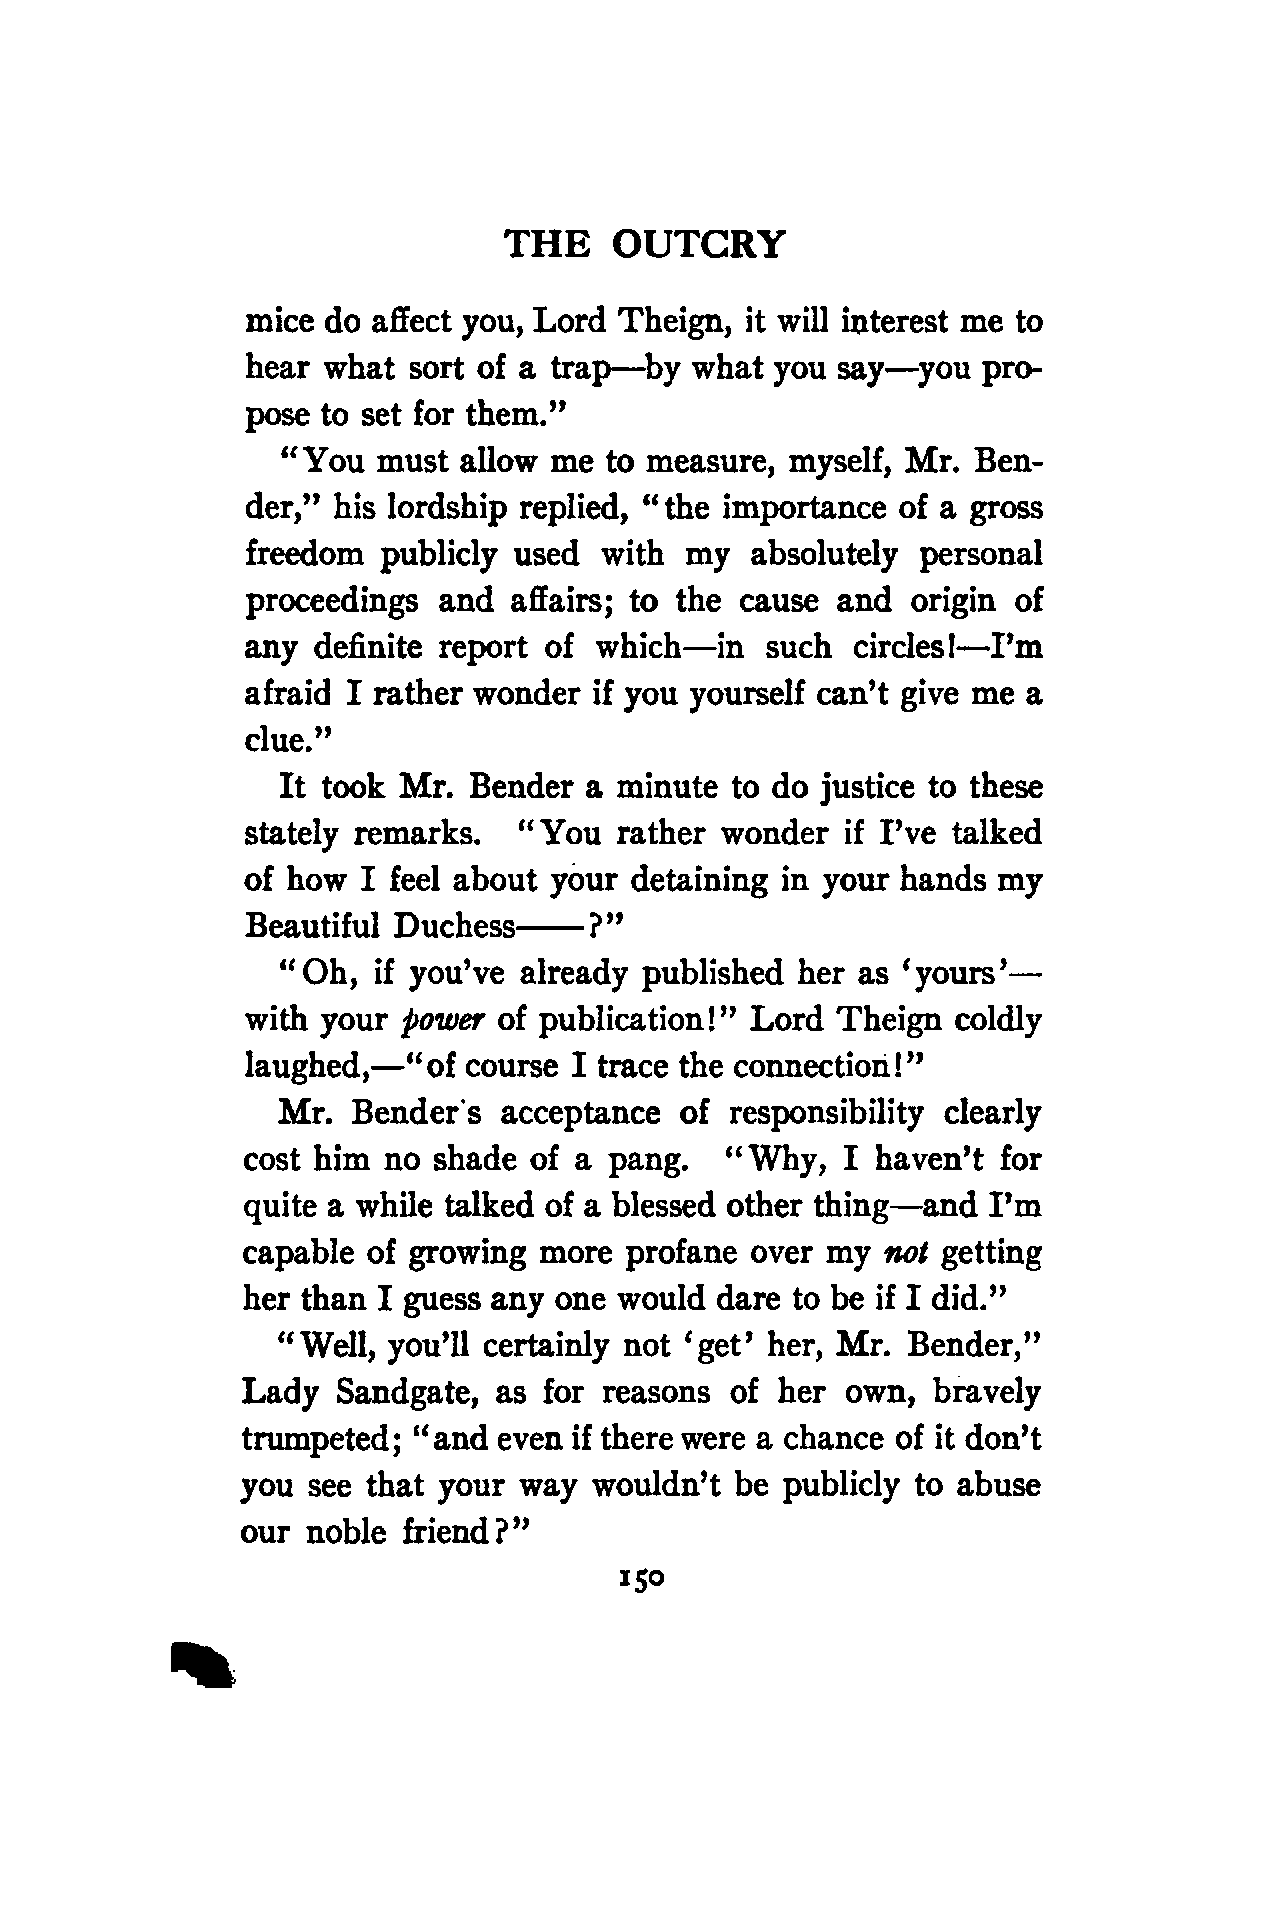 THE OUTCRY
mice do affect you, Lord Theign, it will interest me to
hear what sort of a trap—by what you say—you pro-
pose to set for them.”
“You must allow me to measure, myself, Mr. Ben-
der,” his lordship replied, “the importance of a gross
freedom publicly used with my absolutely personal
proceedings and affairs; to the cause and origin of
any definite report of which—in such circles!—I’m
afraid I rather wonder if you yourself can’t give me a
clue.”
It took Mr. Bender a minute to do justice to these
stately remarks. “You rather wonder if I’ve talked
of how I feel about your detaining in your hands my
Beautiful Duchess——?”
“Oh, if you’ve already published her as ‘yours’—
with your power of publication!” Lord Theign coldly
laughed,—“of course I trace the connection!”
Mr. Bender’s acceptance of responsibility clearly
cost him no shade of a pang. “Why, I haven’t for
quite a while talked of a blessed other thing—and I’m
capable of growing more profane over my not getting
her than I guess any one would dare to be if I did.”
“Well, you’ll certainly not ‘get’ her, Mr. Bender,”
Lady Sandgate, as for reasons of her own, bravely
trumpeted; “and even if there were a chance of it don’t
you see that your way wouldn’t be publicly to abuse
our noble friend?”
150